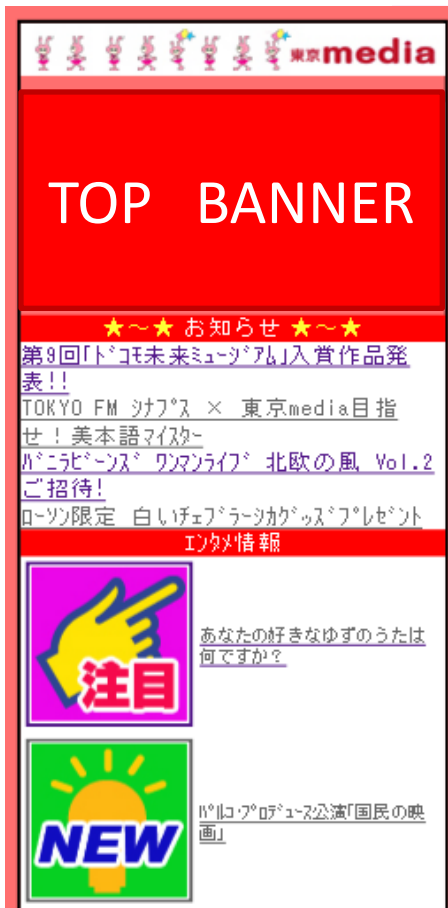 東京media
TOP BANNER
★～★ お知らせ ★～★
第9回｢ﾄﾞｺﾓ未来ﾐｭｰｼﾞｱﾑ｣入賞作品発
表!!
TOKYO FM ｼﾅﾌﾟｽ × 東京media目指
せ！美本語ﾏｲｽﾀｰ
ﾊﾞﾆﾗﾋﾞｰﾝｽﾞ ﾜﾝﾏﾝﾗｲﾌﾞ 北欧の風 Vol.2
ご招待!
ﾛｰｿﾝ限定 白いﾁｪﾌﾞﾗｰｼｶｸﾞｯｽﾞﾌﾟﾚｾﾞﾝﾄ
ｴﾝﾀﾒ情報
注目
あなたの好きなゆずのうたは
何ですか？
NEW
ﾊﾟﾙｺ･ﾌﾟﾛﾃﾞｭｰｽ公演｢国民の映
画｣